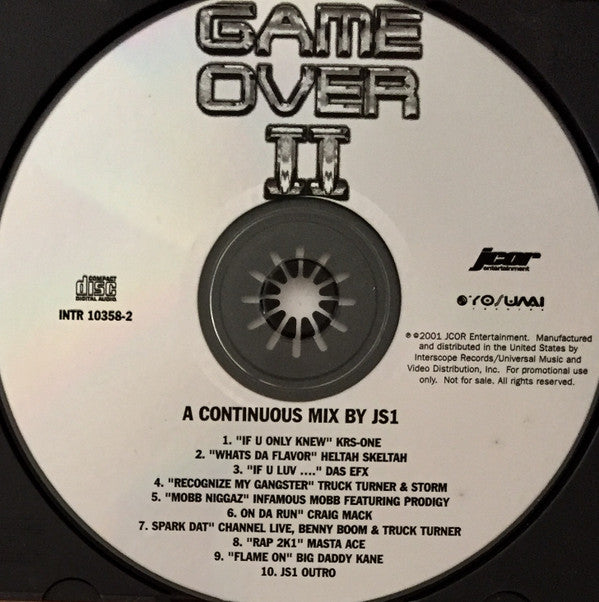 GAME
OVER
II
COMPACT
disc
DIGITAL AUDIO
INTR 10358-2
jcor
entertainment
℗©2001 JCOR Entertainment. Manufactured
and distributed in the United States by
Interscope Records/Universal Music and
Video Distribution, Inc. For promotional use
only. Not for sale. All rights reserved.
A CONTINUOUS MIX BY JS1
1. "IF U ONLY KNEW" KRS-ONE
2. "WHATS DA FLAVOR" HELTAH SKELTAH
3. "IF U LUV ...." DAS EFX
4. "RECOGNIZE MY GANGSTER" TRUCK TURNER & STORM
5. "MOBB NIGGAZ" INFAMOUS MOBB FEATURING PRODIGY
6. ON DA RUN" CRAIG MACK
7. SPARK DAT" CHANNEL LIVE, BENNY BOOM & TRUCK TURNER
8. "RAP 2K1" MASTA ACE
9. "FLAME ON" BIG DADDY KANE
10. JS1 OUTRO